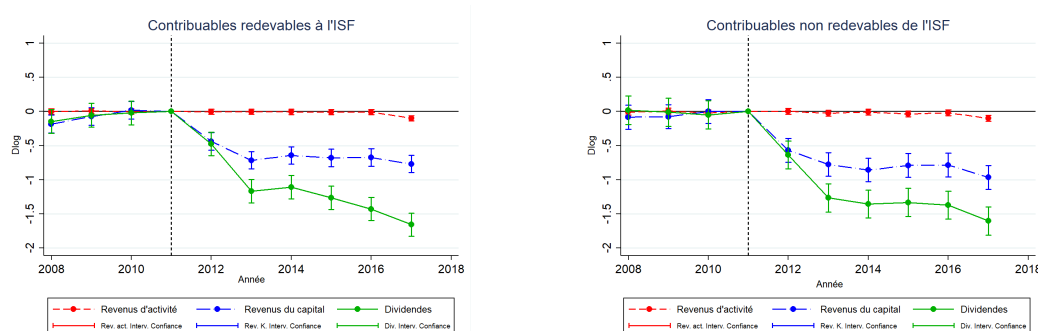 Contribuables redevables à l'ISF
1
.5
0
-.5
-1
-1.5
-2
Dlog
2008 2010 2012 2014 2016 2018
Année
Revenus d'activité Revenus du capital Dividendes
Rev. act. Interv. Confiance Rev. K. Interv. Confiance Div. Interv. Confiance
Contribuables non redevables de l'ISF
1
.5
0
-.5
-1
-1.5
-2
Dlog
2008 2010 2012 2014 2016 2018
Année
Revenus d'activité Revenus du capital Dividendes
Rev. act. Interv. Confiance Rev. K. Interv. Confiance Div. Interv. Confiance